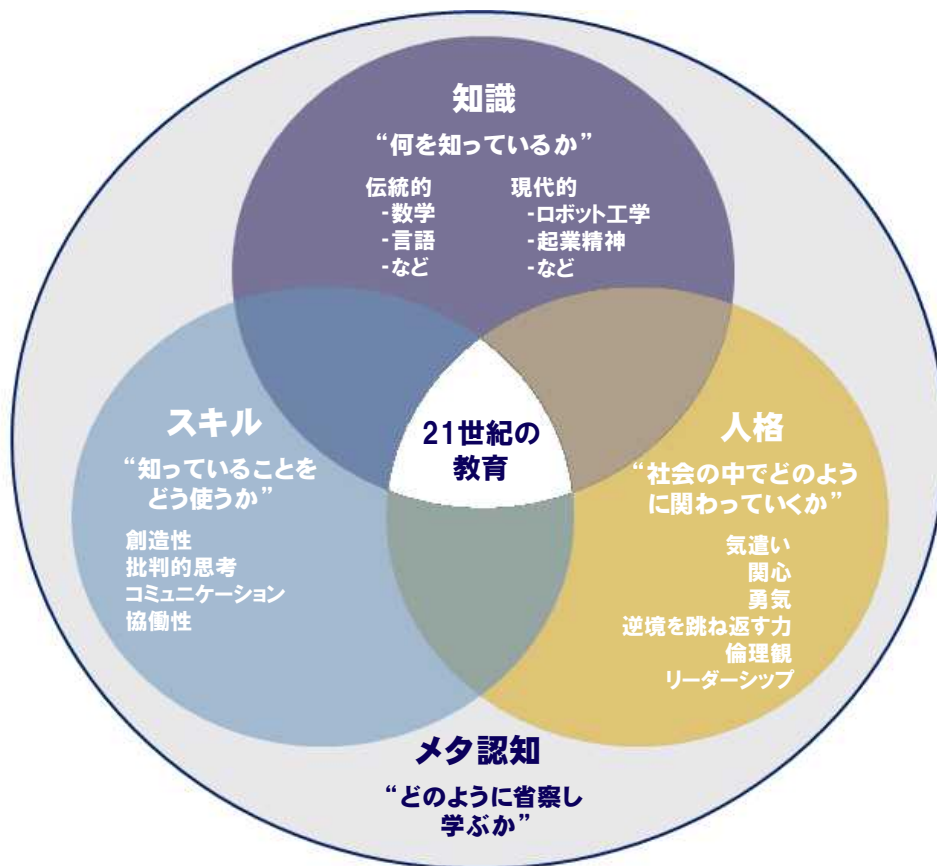 知識
“何を知っているか”
伝統的
-数学
-言語
-など
現代的
-ロボット工学
-起業精神
-など
スキル
“知っていることを
どう使うか”
創造性
批判的思考
コミュニケーション
協働性
21世紀の
教育
人格
“社会の中でどのよう
に関わっていくか”
気遣い
関心
勇気
逆境を跳ね返す力
倫理観
リーダーシップ
メタ認知
“どのように省察し
学ぶか”